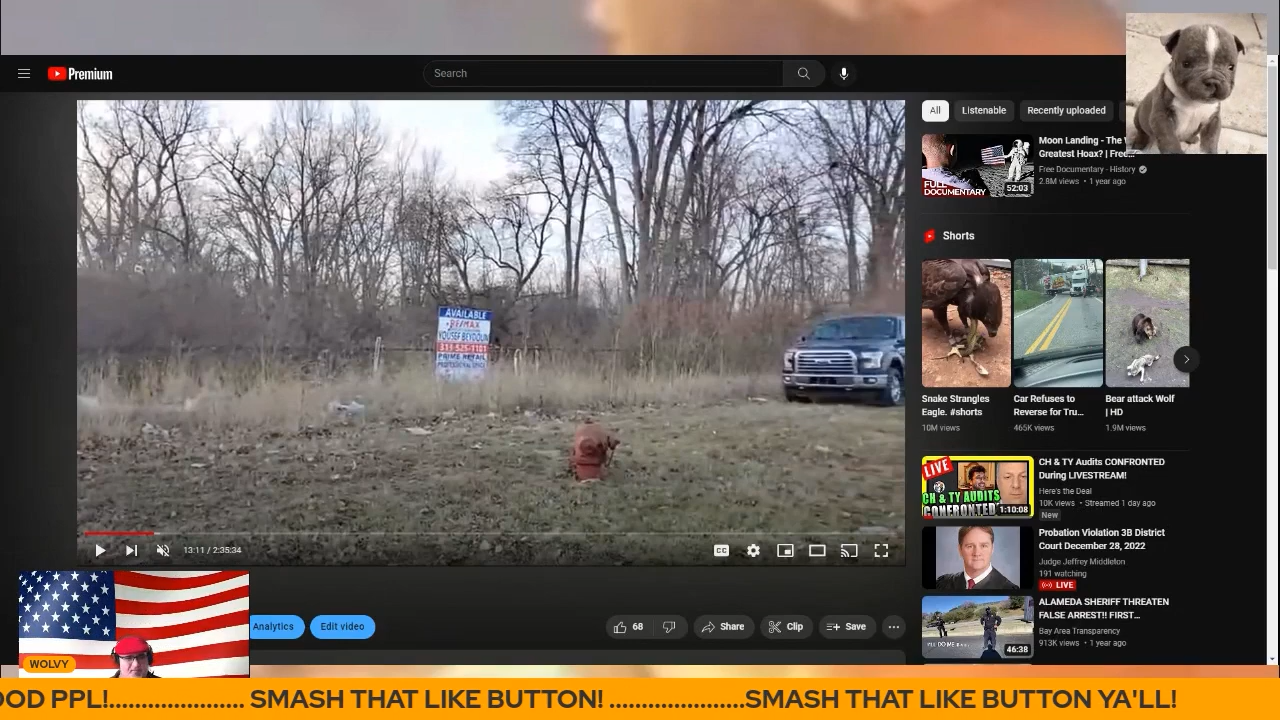 Premium
Search
All
Listenable
Recently uploaded
Moon Landing - The
Greatest Hoax? | Free...
Free Documentary - History
2.8M views • 1 year ago
FULL
DOCUMENTARY
52:03
Shorts
AVAILABLE
RE/MAX
YOUSEF BEYDOUN
313-525-1101
PRIME RETAIL
Snake Strangles
Eagle. #shorts
10M views
Car Refuses to
Reverse for Tru...
465K views
Bear attack Wolf
| HD
1.9M views
LIVE
CH & TY AUDITS
CONFRONTED
1:10:08
CH & TY Audits CONFRONTED
During LIVESTREAM!
Here's the Deal
10K views • Streamed 1 day ago
New
Probation Violation 3B District
Court December 28, 2022
Judge Jeffrey Middleton
191 watching
LIVE
13:11 / 2:35:34
CC
ALAMEDA SHERIFF THREATEN
FALSE ARREST!! FIRST...
Bay Area Transparency
913K views • 1 year ago
46:38
Analytics
Edit video
68
Share
Clip
Save
WOLVY
OOD PPL!..................... SMASH THAT LIKE BUTTON! .....................SMASH THAT LIKE BUTTON YA'LL!